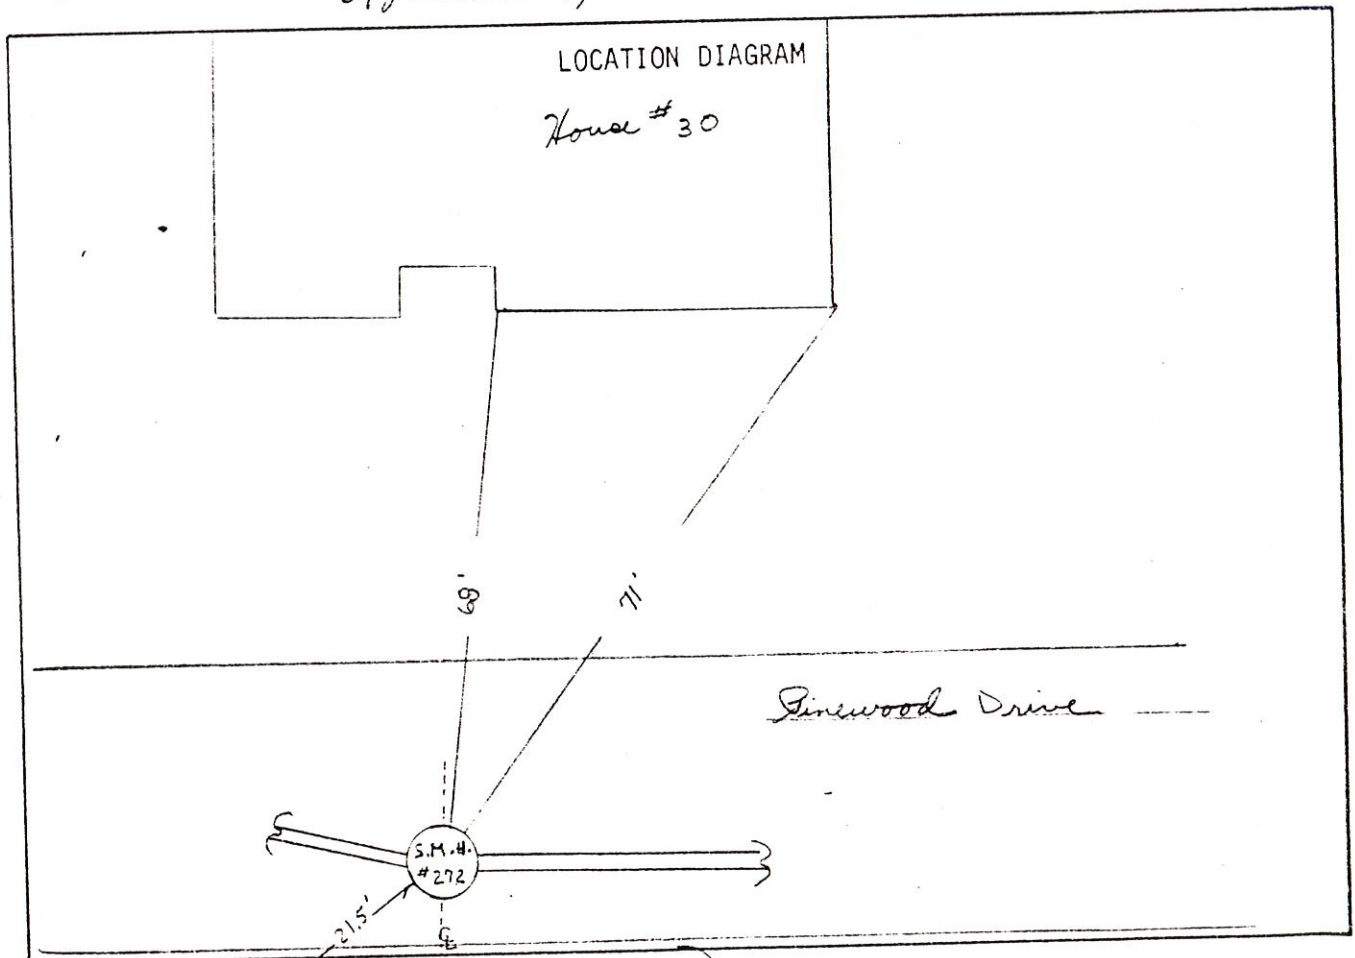 LOCATION DIAGRAM
House # 30
68'
71'
Pinewood Drive
S.M.H.
#272
21.5'
℄